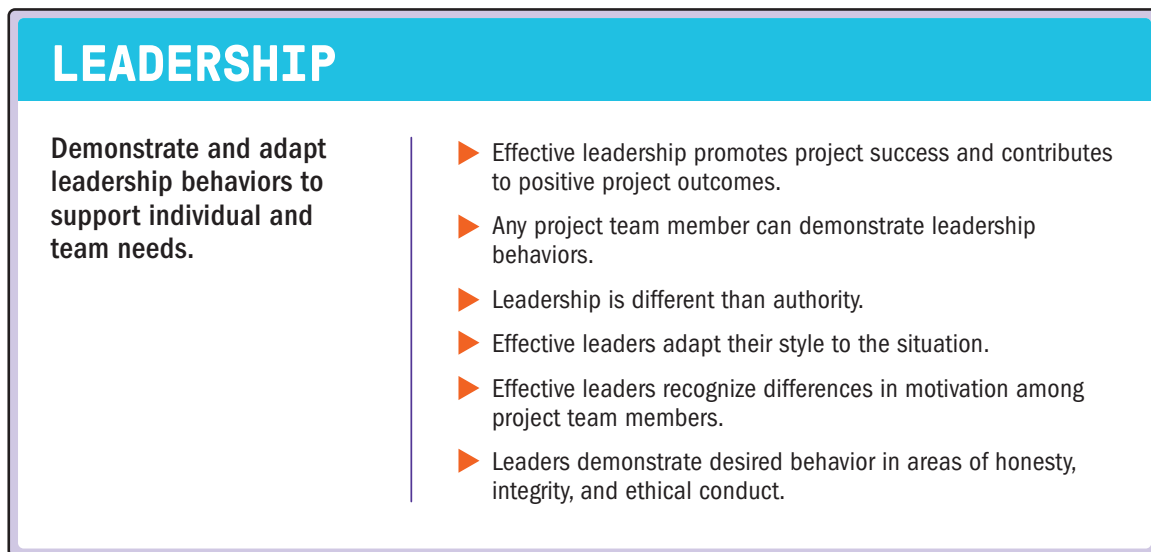 LEADERSHIP
Demonstrate and adapt
leadership behaviors to
support individual and
team needs.
Effective leadership promotes project success and contributes
to positive project outcomes.
Any project team member can demonstrate leadership
behaviors.
Leadership is different than authority.
Effective leaders adapt their style to the situation.
Effective leaders recognize differences in motivation among
project team members.
Leaders demonstrate desired behavior in areas of honesty,
integrity, and ethical conduct.